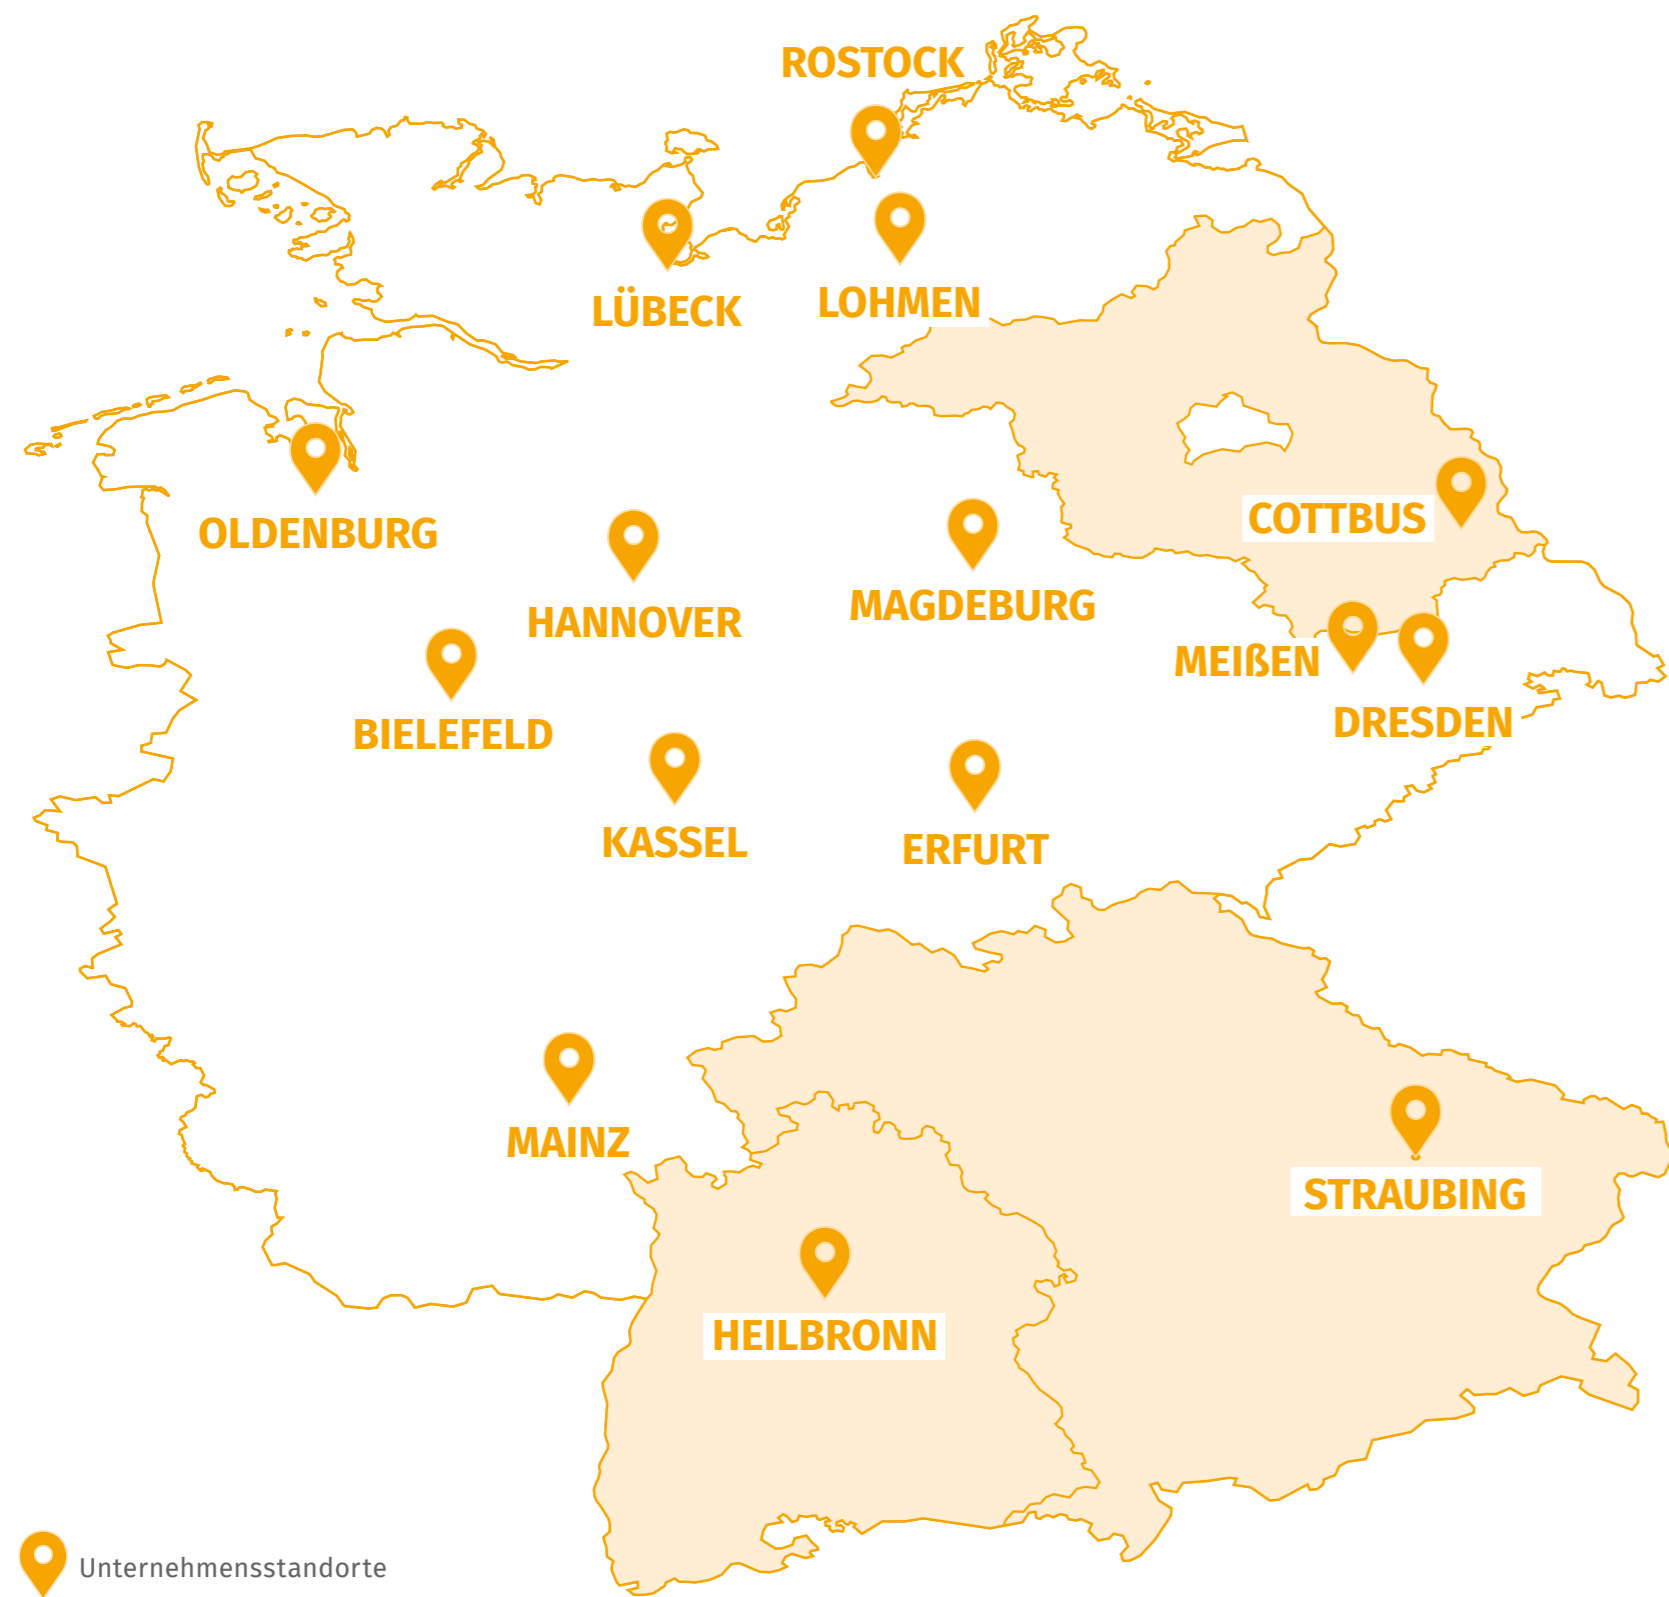 ROSTOCK
LÜBECK
LOHMEN
OLDENBURG
COTTBUS
HANNOVER
MAGDEBURG
MEIßEN
BIELEFELD
DRESDEN
KASSEL
ERFURT
MAINZ
STRAUBING
HEILBRONN
Unternehmensstandorte